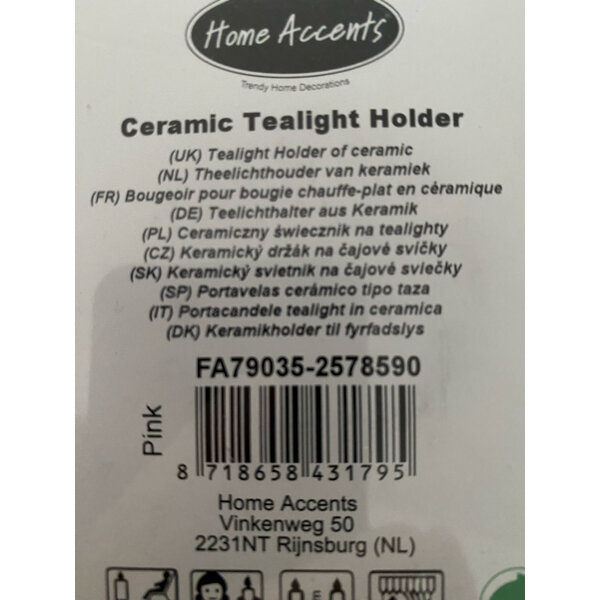 Home Accents
Trendy Home Decorations
Ceramic Tealight Holder
(UK) Tealight Holder of ceramic
(NL) Theelichthouder van keramiek
(FR) Bougeoir pour bougie chauffe-plat en céramique
(DE) Teelichthalter aus Keramik
(PL) Ceramiczny świecznik na tealighty
(CZ) Keramický držák na čajové svíčky
(SK) Keramický svietnik na čajové sviečky
(SP) Portavelas cerámico tipo taza
(IT) Portacandele tealight in ceramica
(DK) Keramikholder til fyrfadslys
FA79035-2578590
Pink
8 718658 431795
Home Accents
Vinkenweg 50
2231NT Rijnsburg (NL)
E